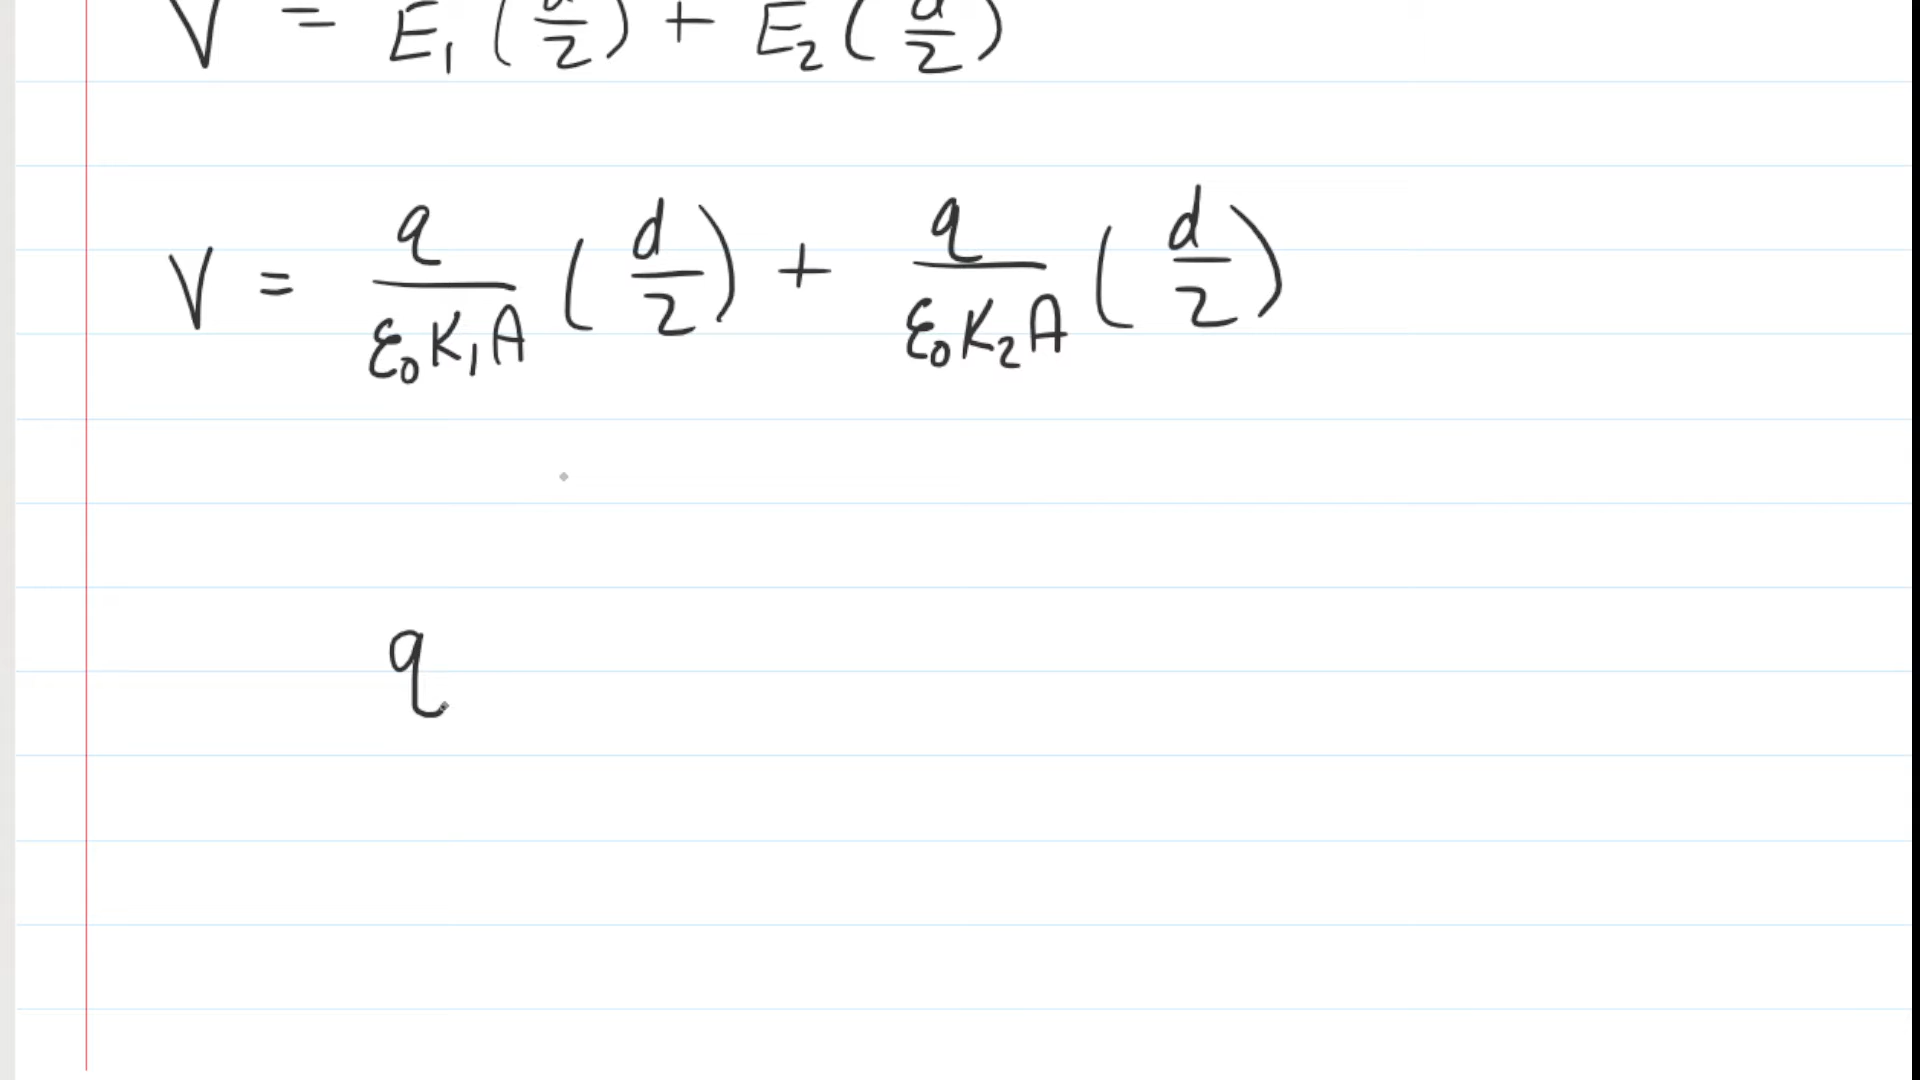 V = E₁ (d/2) + E₂ (d/2)
V = q/ε₀K₁A (d/2) + q/ε₀K₂A (d/2)
q